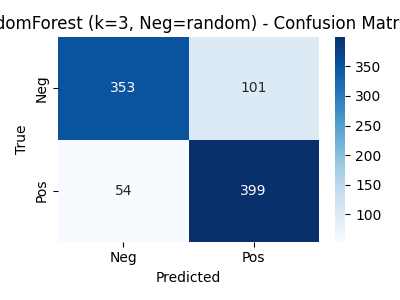 domForest (k=3, Neg=random) - Confusion Matr
True
Neg
353
101
Pos
54
399
Neg
Pos
Predicted
350
300
250
200
150
100